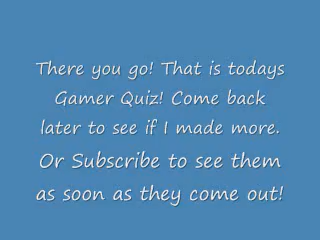 There you go! That is todays
Gamer Quiz! Come back
later to see if I made more.
Or Subscribe to see them
as soon as they come out!